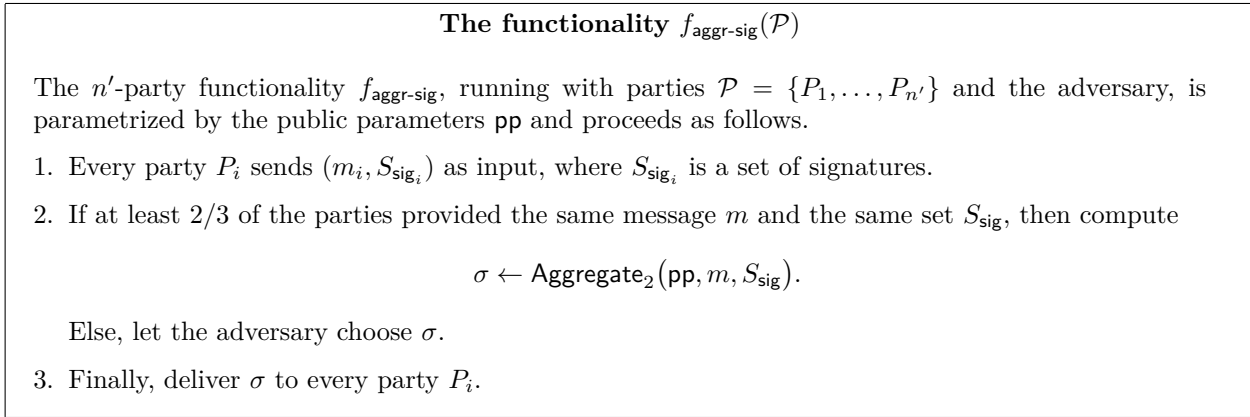 The functionality f_aggr-sig(𝒫)
The n′-party functionality f_aggr-sig, running with parties 𝒫 = {P_1, . . . , P_n′} and the adversary, is
parametrized by the public parameters pp and proceeds as follows.
1. Every party P_i sends (m_i, S_sig_i) as input, where S_sig_i is a set of signatures.
2. If at least 2/3 of the parties provided the same message m and the same set S_sig, then compute
σ ← Aggregate_2(pp, m, S_sig).
Else, let the adversary choose σ.
3. Finally, deliver σ to every party P_i.